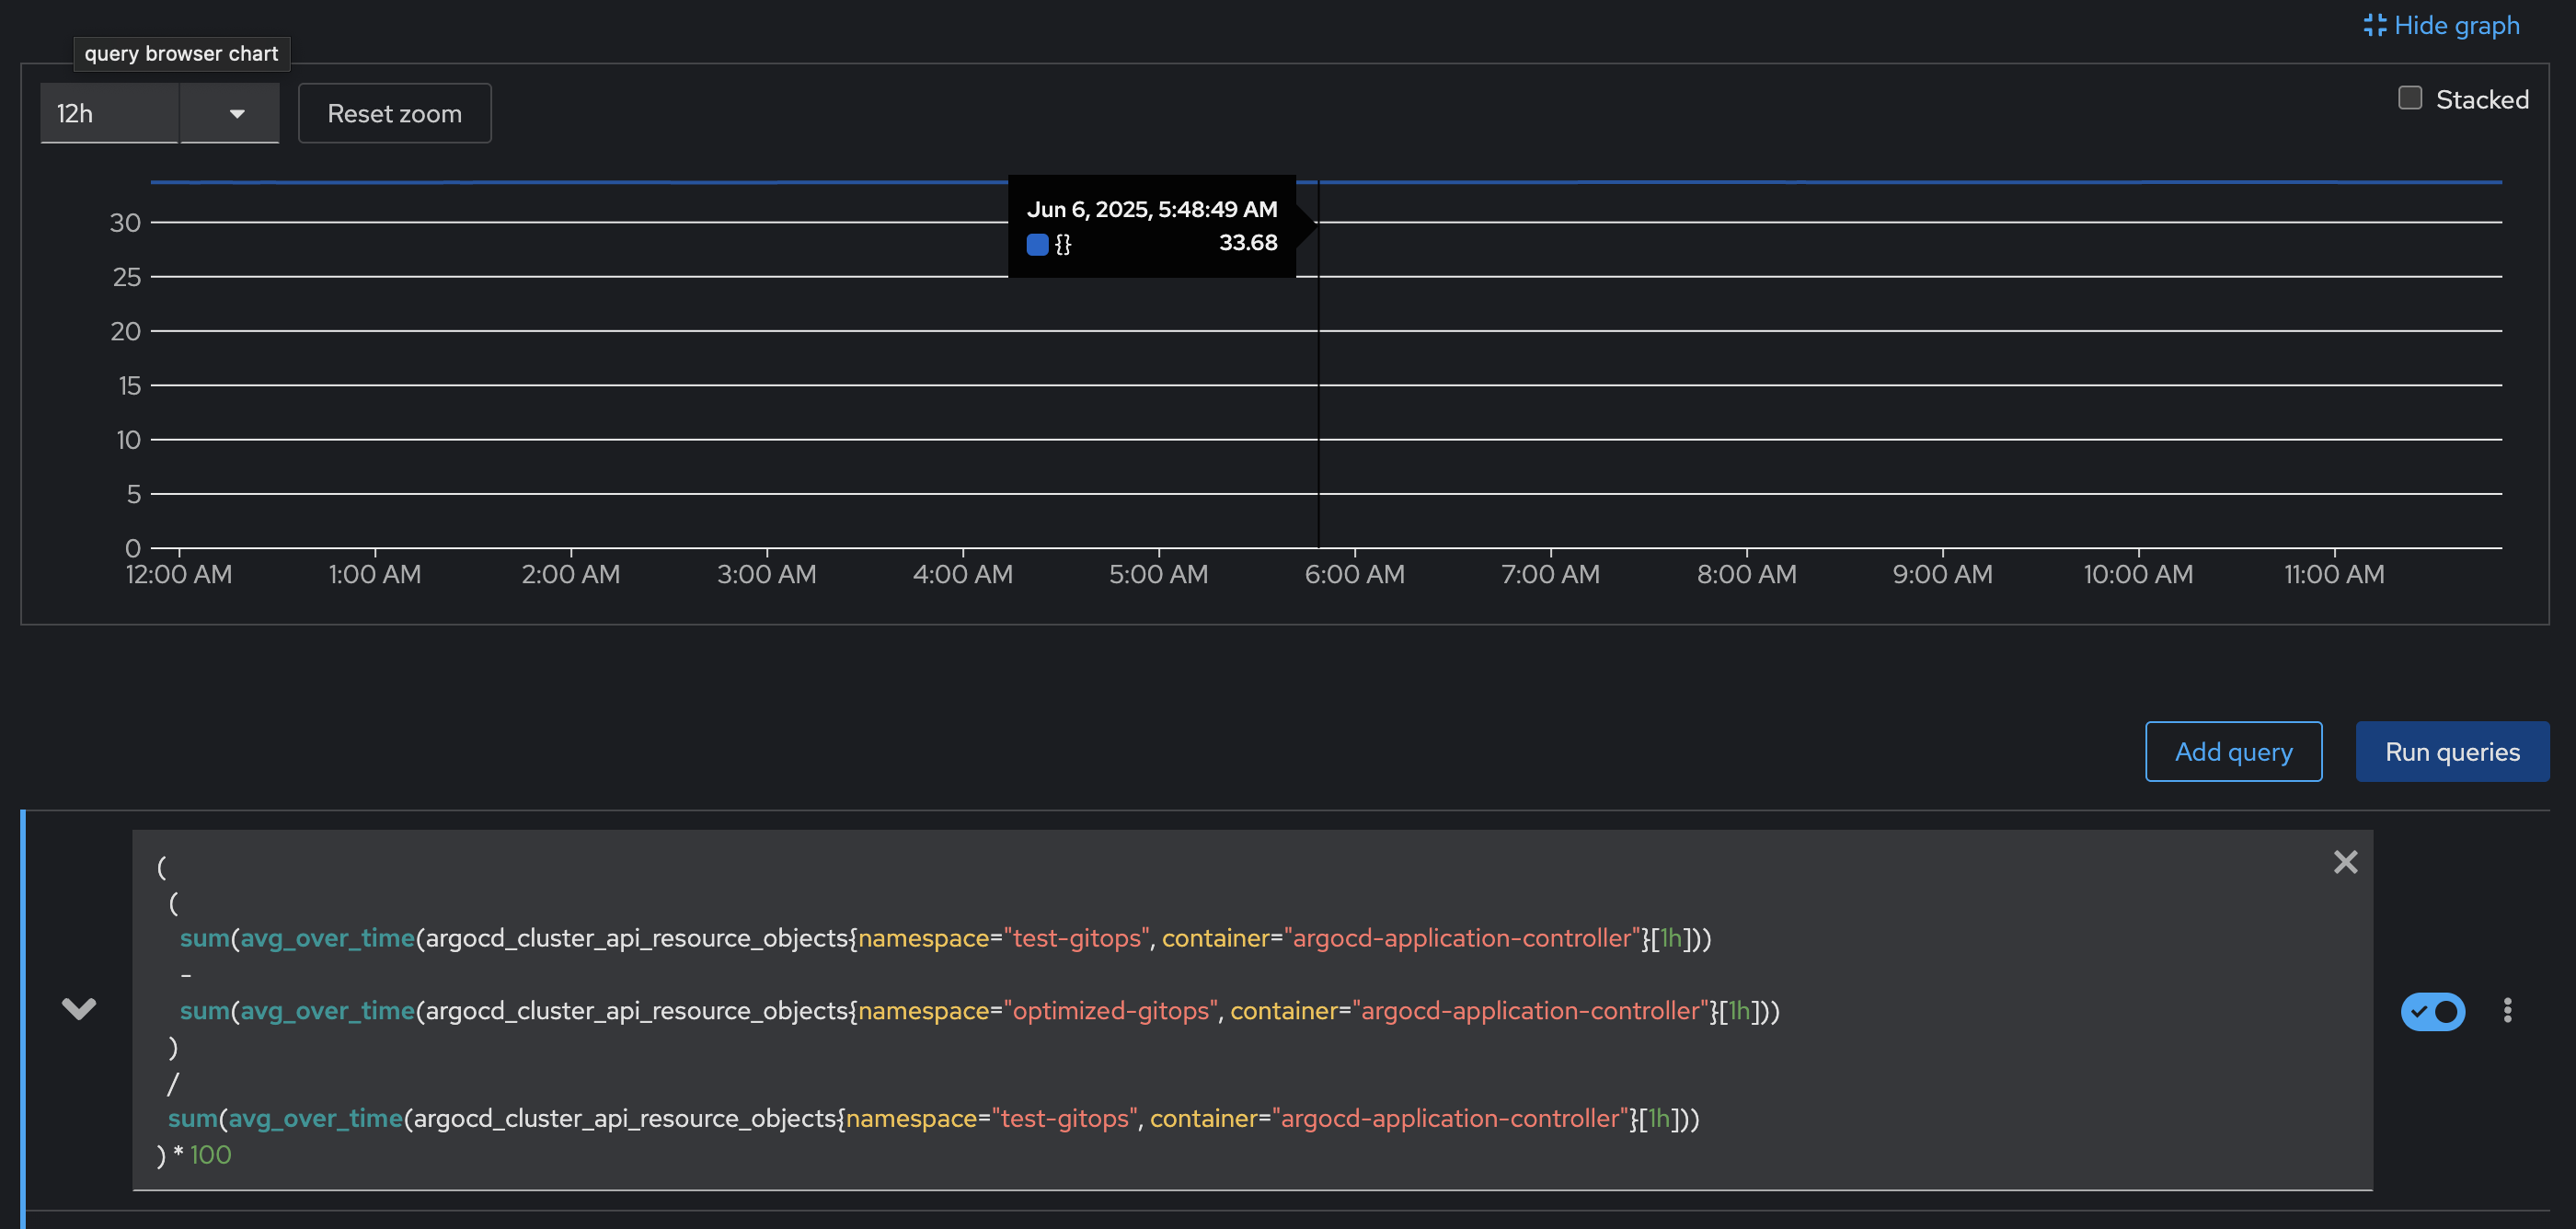 Hide graph
query browser chart
12h
Reset zoom
Stacked
Jun 6, 2025, 5:48:49 AM
{} 33.68
30
25
20
15
10
5
0
12:00 AM 1:00 AM 2:00 AM 3:00 AM 4:00 AM 5:00 AM 6:00 AM 7:00 AM 8:00 AM 9:00 AM 10:00 AM 11:00 AM
Add query
Run queries
(
(
sum(avg_over_time(argocd_cluster_api_resource_objects{namespace="test-gitops", container="argocd-application-controller"}[1h]))
-
sum(avg_over_time(argocd_cluster_api_resource_objects{namespace="optimized-gitops", container="argocd-application-controller"}[1h]))
)
/
sum(avg_over_time(argocd_cluster_api_resource_objects{namespace="test-gitops", container="argocd-application-controller"}[1h]))
) * 100